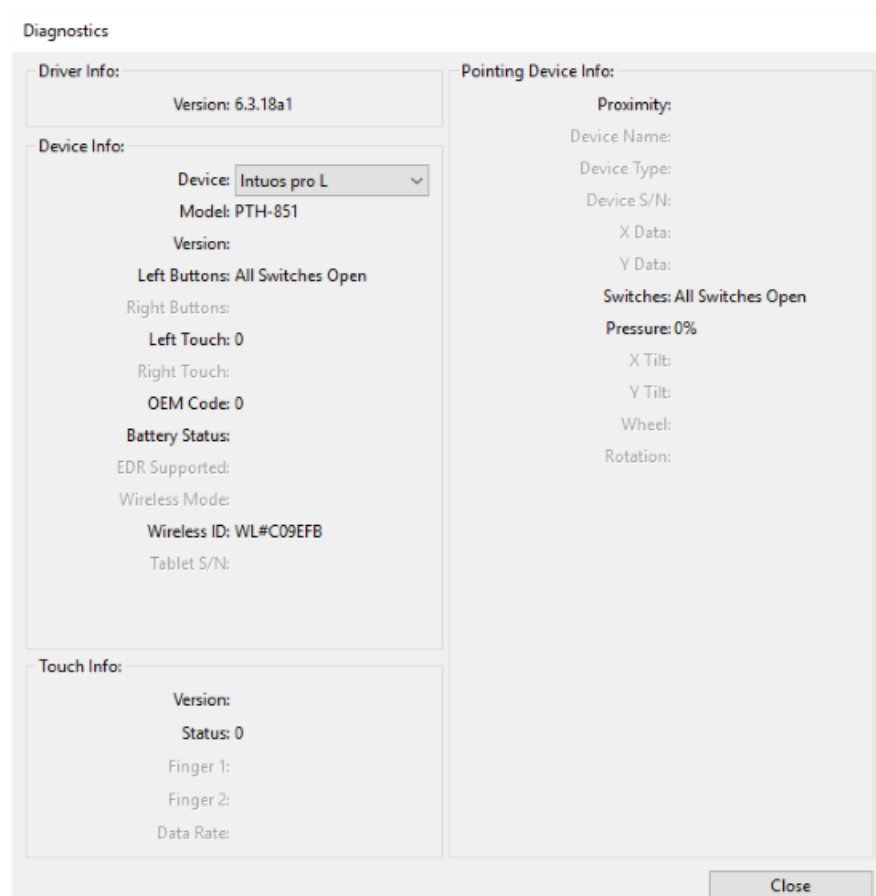 Diagnostics
Driver Info:
Version: 6.3.18a1
Device Info:
Device: Intuos pro L
Model: PTH-851
Version:
Left Buttons: All Switches Open
Right Buttons:
Left Touch: 0
Right Touch:
OEM Code: 0
Battery Status:
EDR Supported:
Wireless Mode:
Wireless ID: WL#C09EFB
Tablet S/N:
Touch Info:
Version:
Status: 0
Finger 1:
Finger 2:
Data Rate:
Pointing Device Info:
Proximity:
Device Name:
Device Type:
Device S/N:
X Data:
Y Data:
Switches: All Switches Open
Pressure: 0%
X Tilt:
Y Tilt:
Wheel:
Rotation:
Close